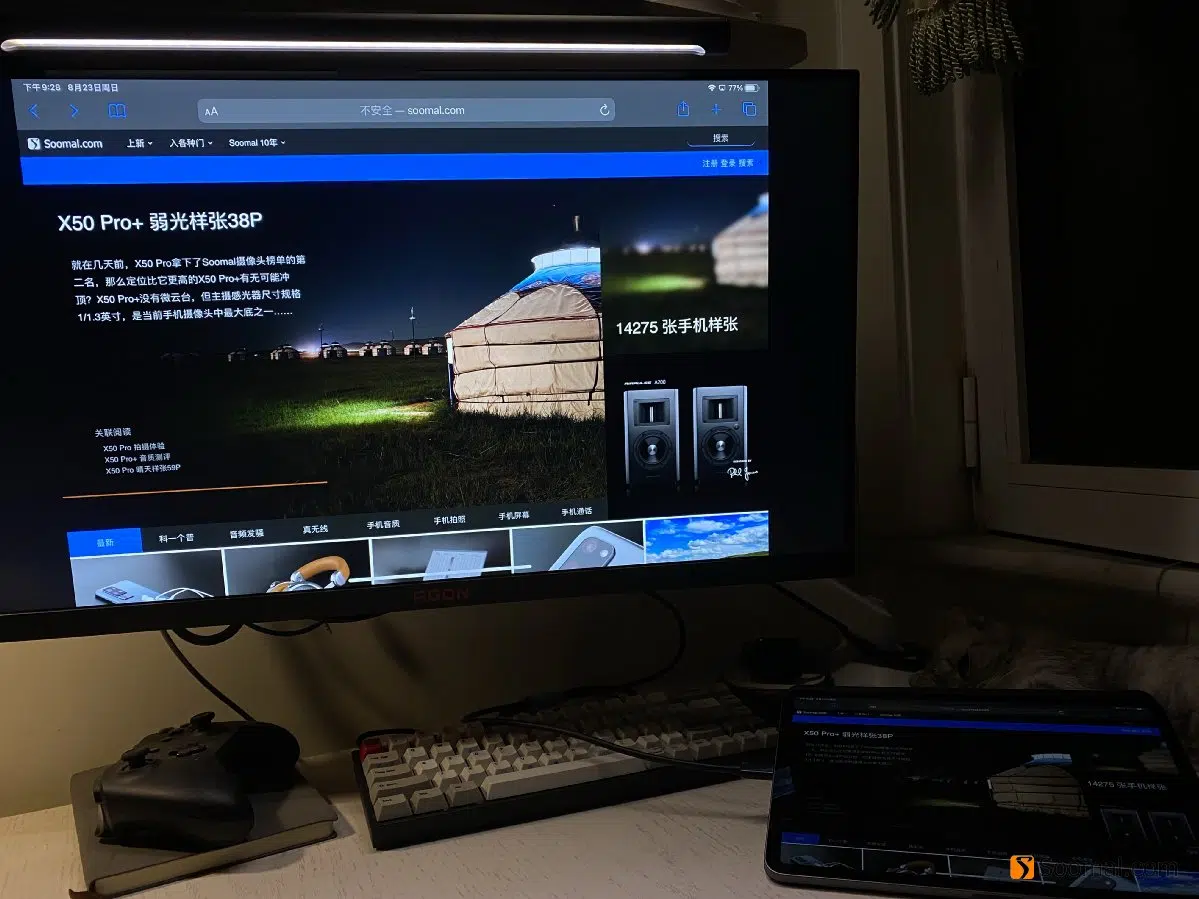 下午9:28 8月23日周日
77%
AA
不安全 — soomal.com
Soomal.com
上新
入各种门
Soomal 10年
搜索
注册 登录 搜索
X50 Pro+ 弱光样张38P
就在几天前，X50 Pro拿下了Soomal摄像头榜单的第
二名，那么定位比它更高的X50 Pro+有无可能冲
顶？X50 Pro+没有微云台，但主摄感光器尺寸规格
1/1.3英寸，是当前手机摄像头中最大底之一……
14275 张手机样张
AIRPULSE A200
关联阅读
X50 Pro 拍摄体验
X50 Pro+ 音质测评
X50 Pro 晴天样张59P
最新
科一个普
音频发骚
真无线
手机音质
手机拍照
手机屏幕
手机通话
AGON
X50 Pro+ 弱光样张38P
14275 张手机样张
Soomal.com